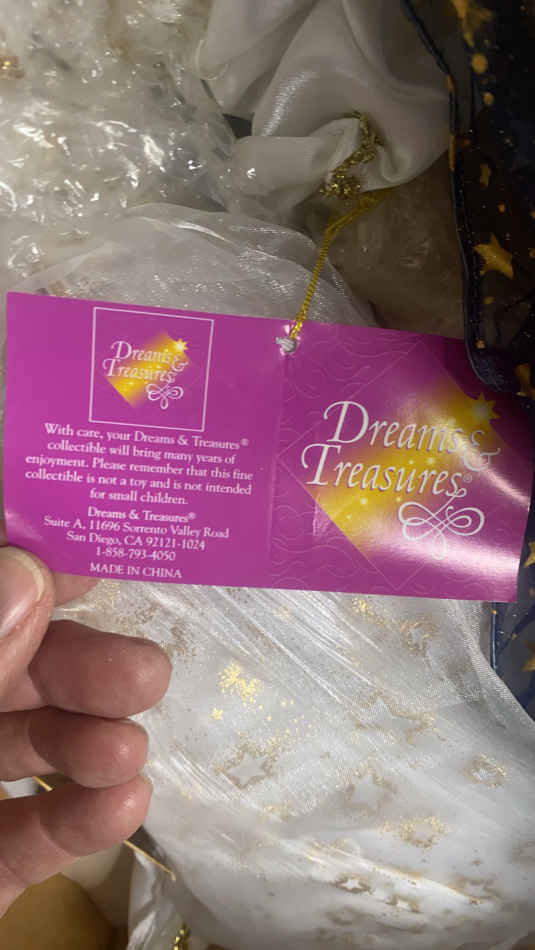 Dreams &
Treasures®
With care, your Dreams & Treasures®
collectible will bring many years of
enjoyment. Please remember that this fine
collectible is not a toy and is not intended
for small children.
Dreams & Treasures®
Suite A, 11696 Sorrento Valley Road
San Diego, CA 92121-1024
1-858-793-4050
MADE IN CHINA
Dreams &
Treasures®